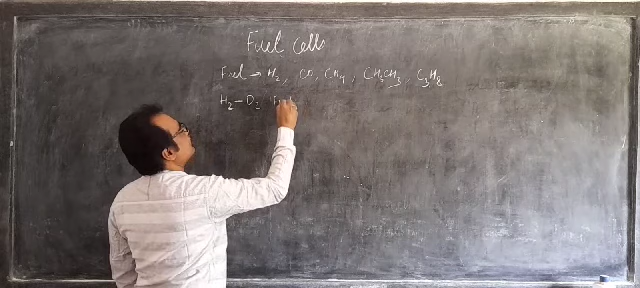 Fuel cells
Fuel → H₂, CO, CH₄, CH₃CH₃, C₃H₈
H₂ – O₂